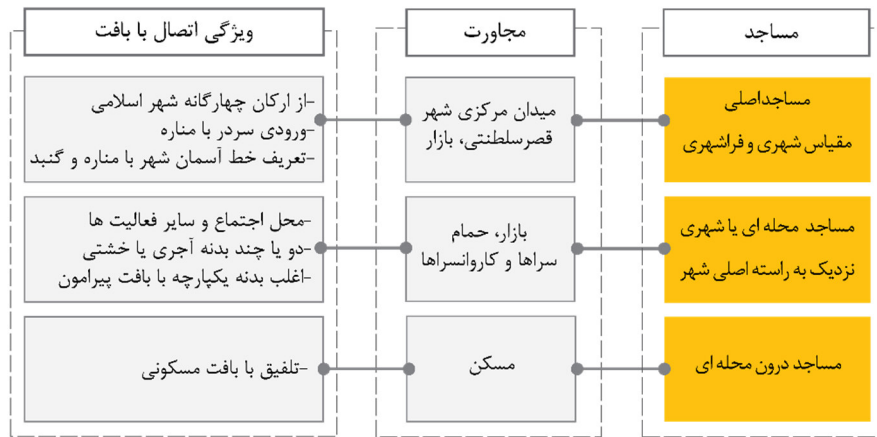 مساجد
مجاورت
ویژگی اتصال با بافت
مساجداصلی
مقیاس شهری و فراشهری
میدان مرکزی شهر
قصرسلطنتی، بازار
-از ارکان چهارگانه شهر اسلامی
-ورودی سردر با مناره
-تعریف خط آسمان شهر با مناره و گنبد
مساجد محله ای یا شهری
نزدیک به راسته اصلی شهر
بازار، حمام
سراها و کاروانسراها
-محل اجتماع و سایر فعالیت ها
-دو یا چند بدنه آجری یا خشتی
-اغلب بدنه یکپارچه با بافت پیرامون
مساجد درون محله ای
مسکن
-تلفیق با بافت مسکونی